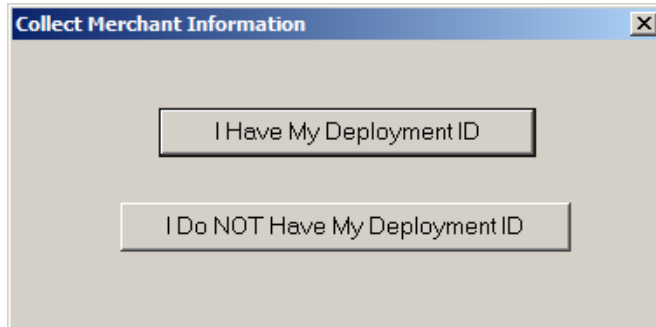 Collect Merchant Information
I Have My Deployment ID
I Do NOT Have My Deployment ID